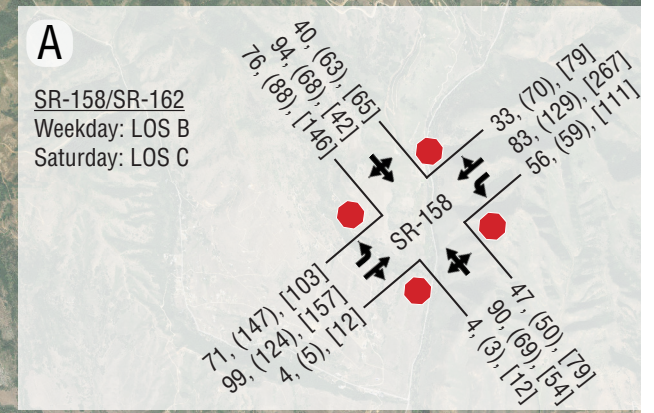 A
SR-158/SR-162
Weekday: LOS B
Saturday: LOS C
40, (63), [65]
94, (68), [42]
76, (88), [146]
33, (70), [79]
83, (129), [267]
56, (59), [111]
SR-158
71, (147), [103]
99, (124), [157]
4, (5), [12]
47, (50), [79]
90, (69), [54]
4, (3), [12]